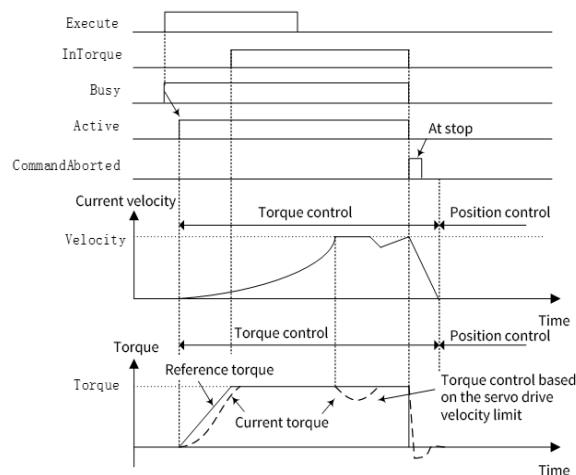 Execute
InTorque
Busy
Active
At stop
CommandAborted
Current velocity
Torque control
Position control
Velocity
Time
Torque
Torque control
Position control
Reference torque
Torque
Current torque
Torque control based
on the servo drive
velocity limit
Time